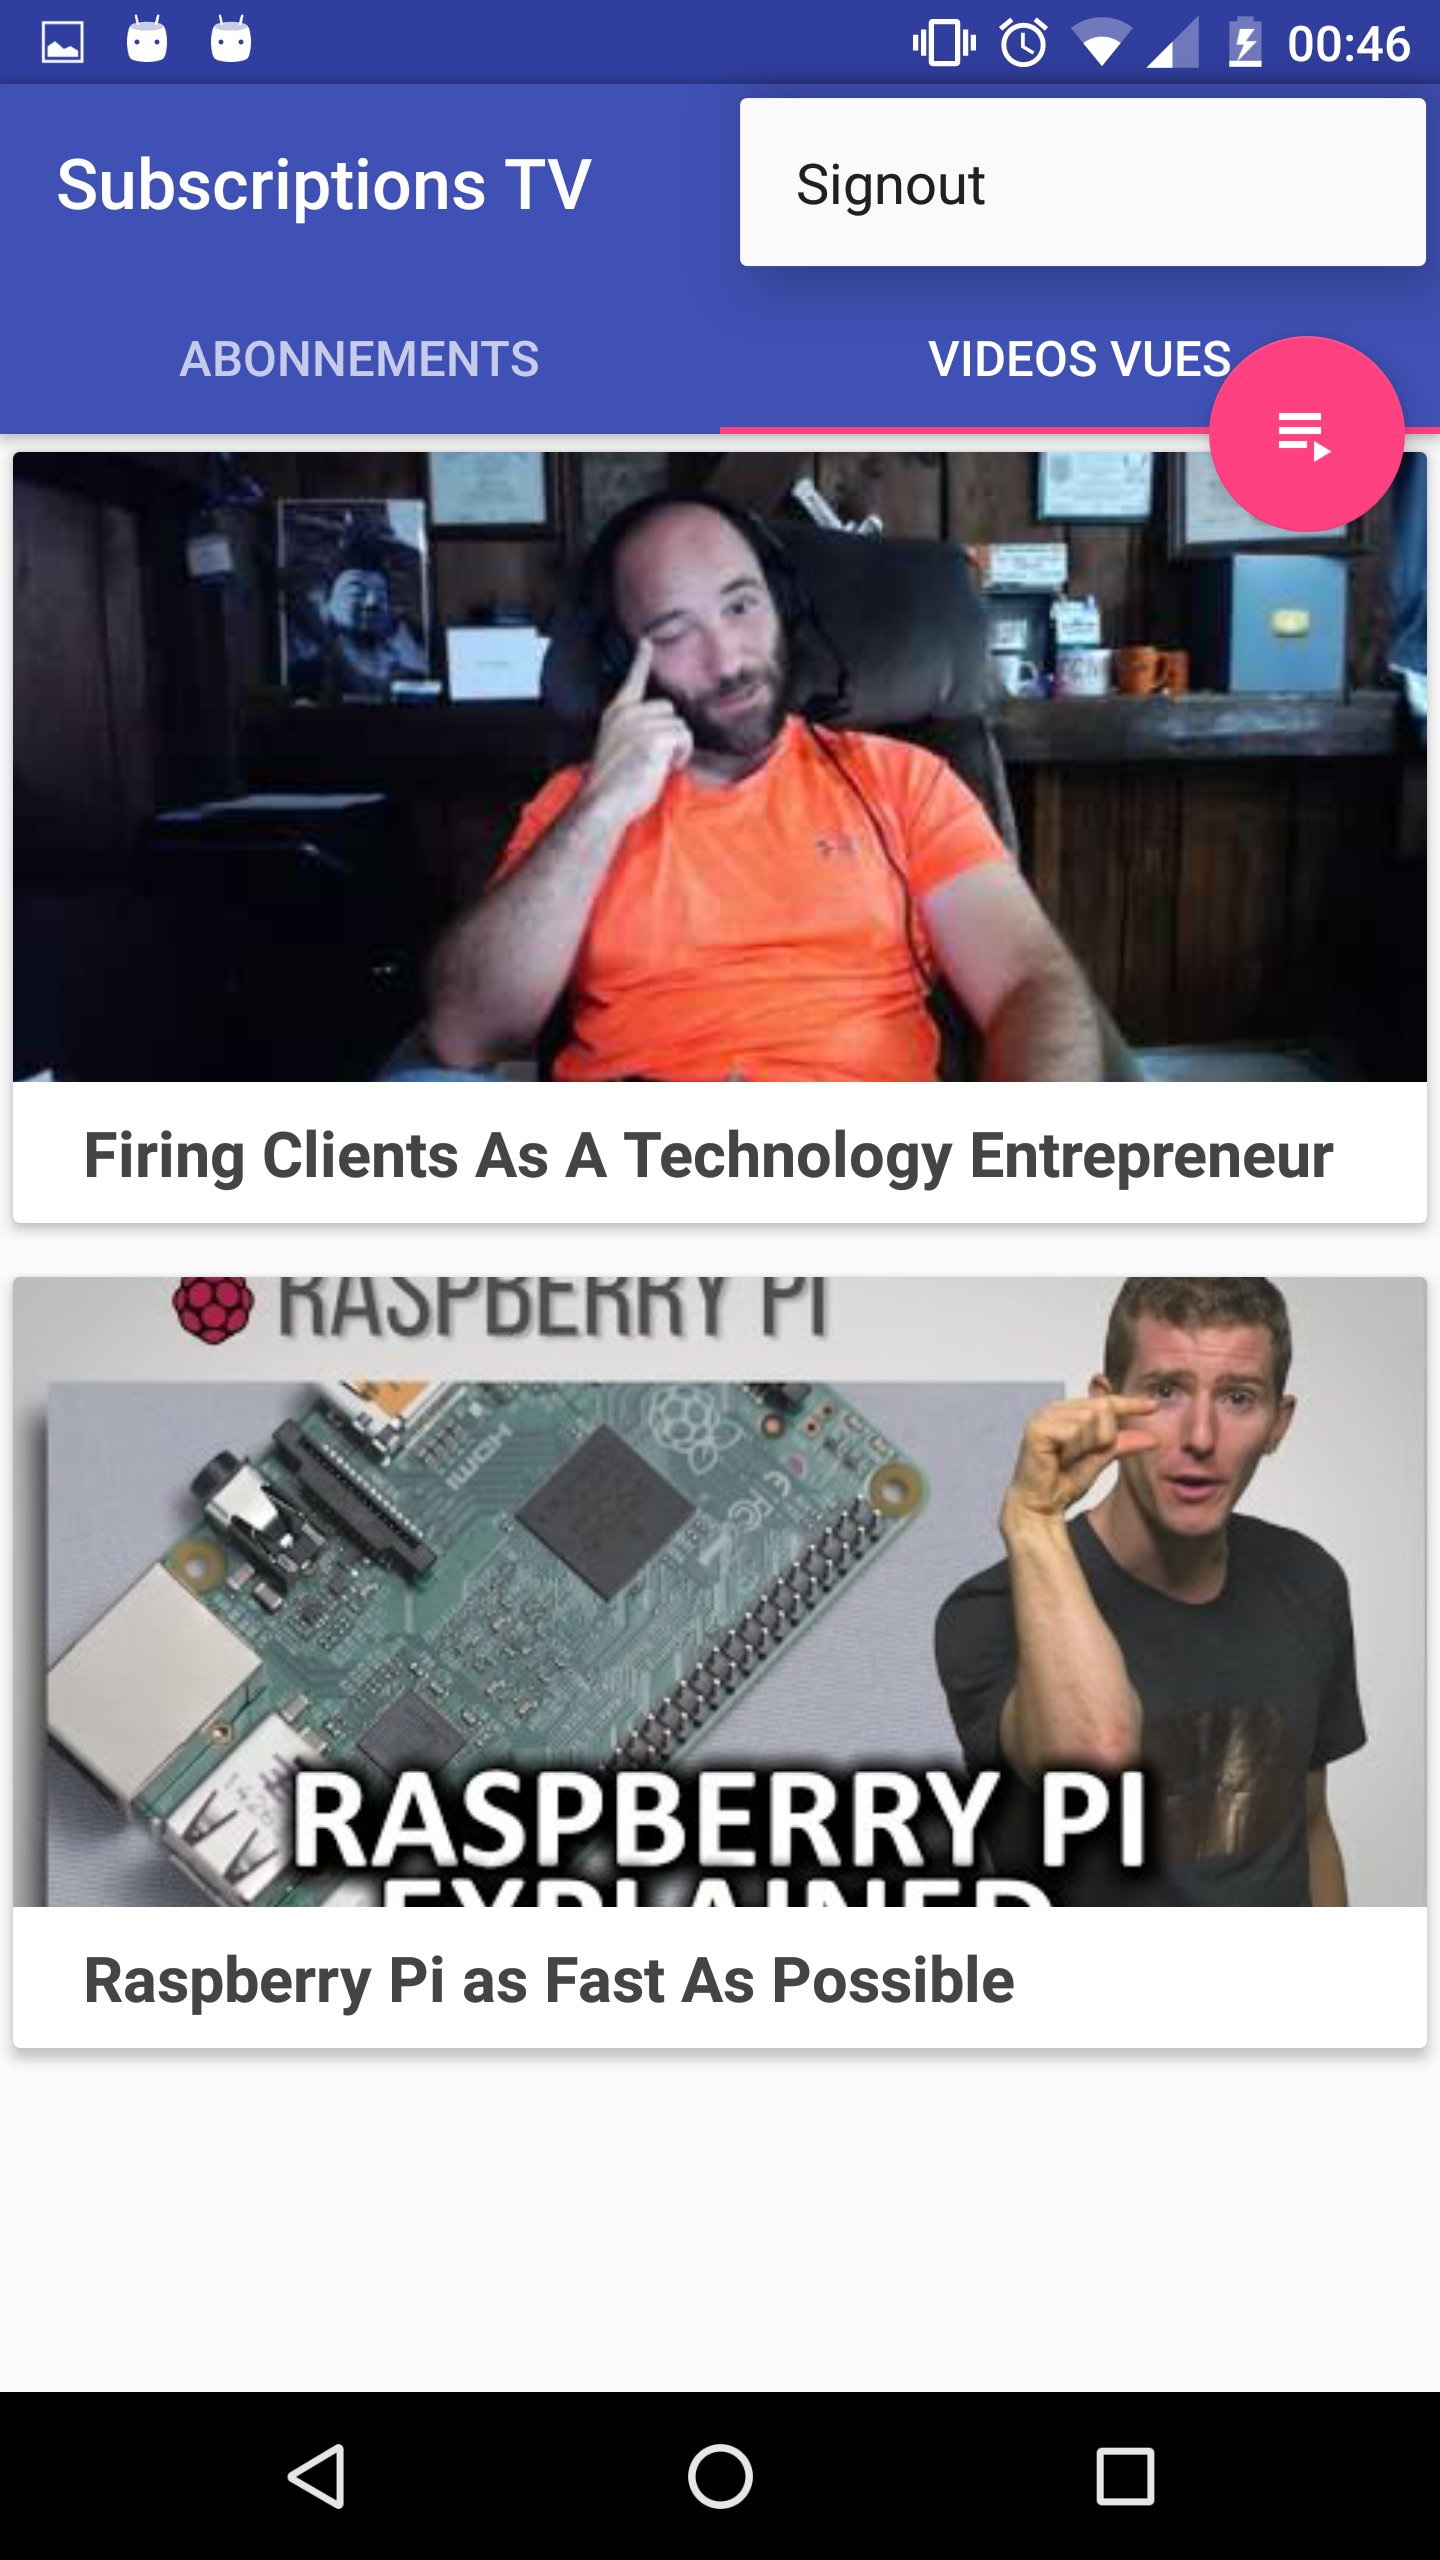 00:46
Subscriptions TV
Signout
ABONNEMENTS
VIDEOS VUES
Firing Clients As A Technology Entrepreneur
RASPBERRY PI
HDMI
RASPBERRY PI
EXPLAINED
Raspberry Pi as Fast As Possible